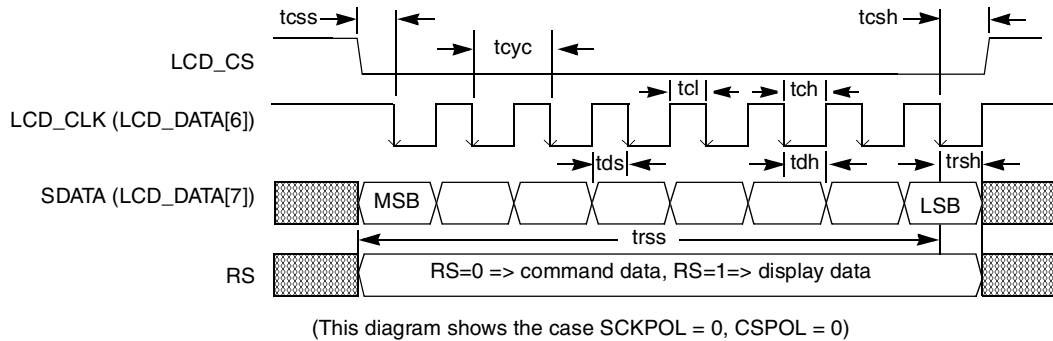 tcss
tcsh
tcyc
LCD_CS
tcl
tch
LCD_CLK (LCD_DATA[6])
tds
tdh
trsh
SDATA (LCD_DATA[7])
MSB
LSB
trss
RS
RS=0 => command data, RS=1=> display data
(This diagram shows the case SCKPOL = 0, CSPOL = 0)